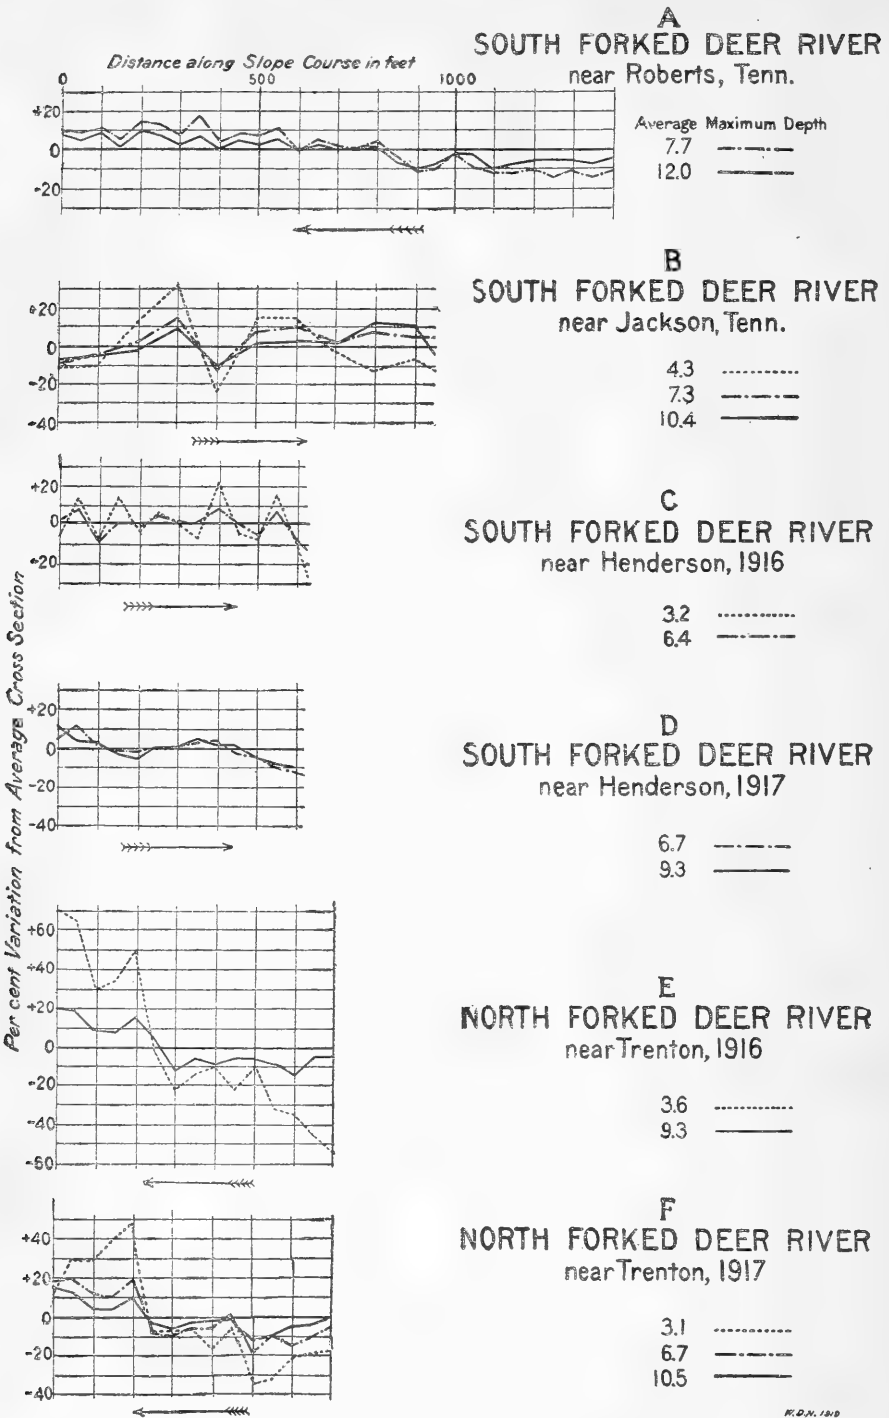 A
SOUTH FORKED DEER RIVER
near Roberts, Tenn.
Distance along Slope Course in feet
0 500 1000
Average Maximum Depth
7.7
12.0
+20
0
-20
B
SOUTH FORKED DEER RIVER
near Jackson, Tenn.
4.3
7.3
10.4
+20
0
-20
-40
C
SOUTH FORKED DEER RIVER
near Henderson, 1916
3.2
6.4
+20
0
-20
Per cent Variation from Average Cross Section
D
SOUTH FORKED DEER RIVER
near Henderson, 1917
6.7
9.3
+20
0
-20
-40
E
NORTH FORKED DEER RIVER
near Trenton, 1916
3.6
9.3
+60
+40
+20
0
-20
-40
-60
F
NORTH FORKED DEER RIVER
near Trenton, 1917
3.1
6.7
10.5
+40
+20
0
-20
-40